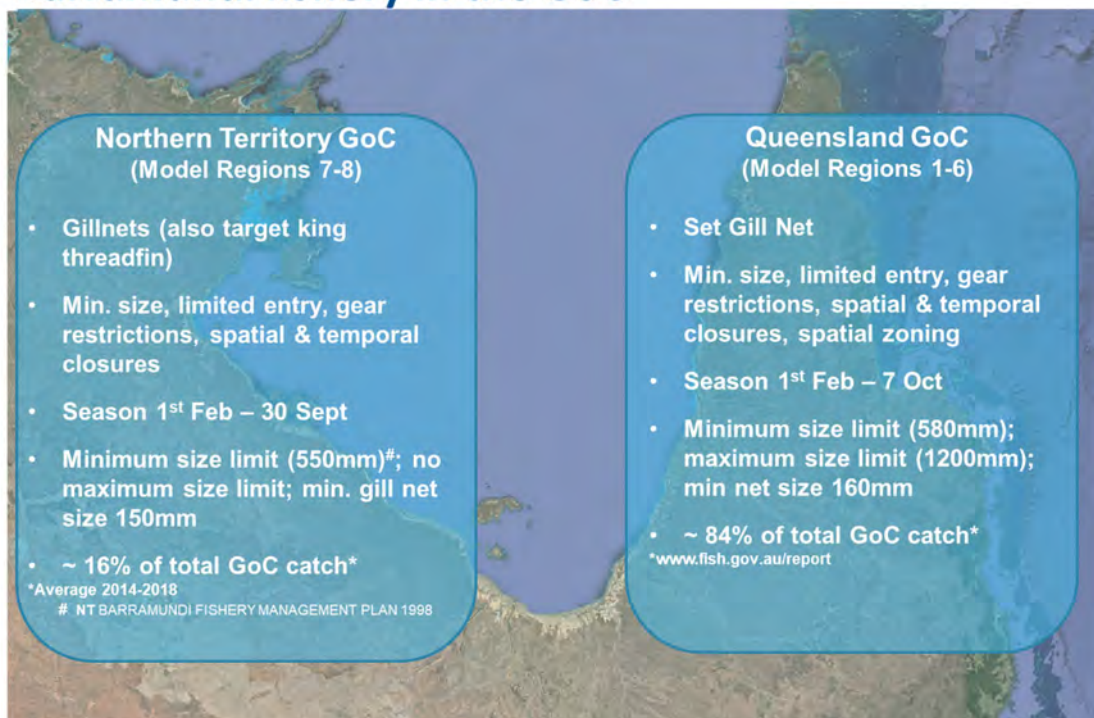 Northern Territory GoC
(Model Regions 7-8)
• Gillnets (also target king
threadfin)
• Min. size, limited entry, gear
restrictions, spatial & temporal
closures
• Season 1st Feb – 30 Sept
• Minimum size limit (550mm)#; no
maximum size limit; min. gill net
size 150mm
• ~ 16% of total GoC catch*
*Average 2014-2018
# NT BARRAMUNDI FISHERY MANAGEMENT PLAN 1998
Queensland GoC
(Model Regions 1-6)
• Set Gill Net
• Min. size, limited entry, gear
restrictions, spatial & temporal
closures, spatial zoning
• Season 1st Feb – 7 Oct
• Minimum size limit (580mm);
maximum size limit (1200mm);
min net size 160mm
• ~ 84% of total GoC catch*
*www.fish.gov.au/report